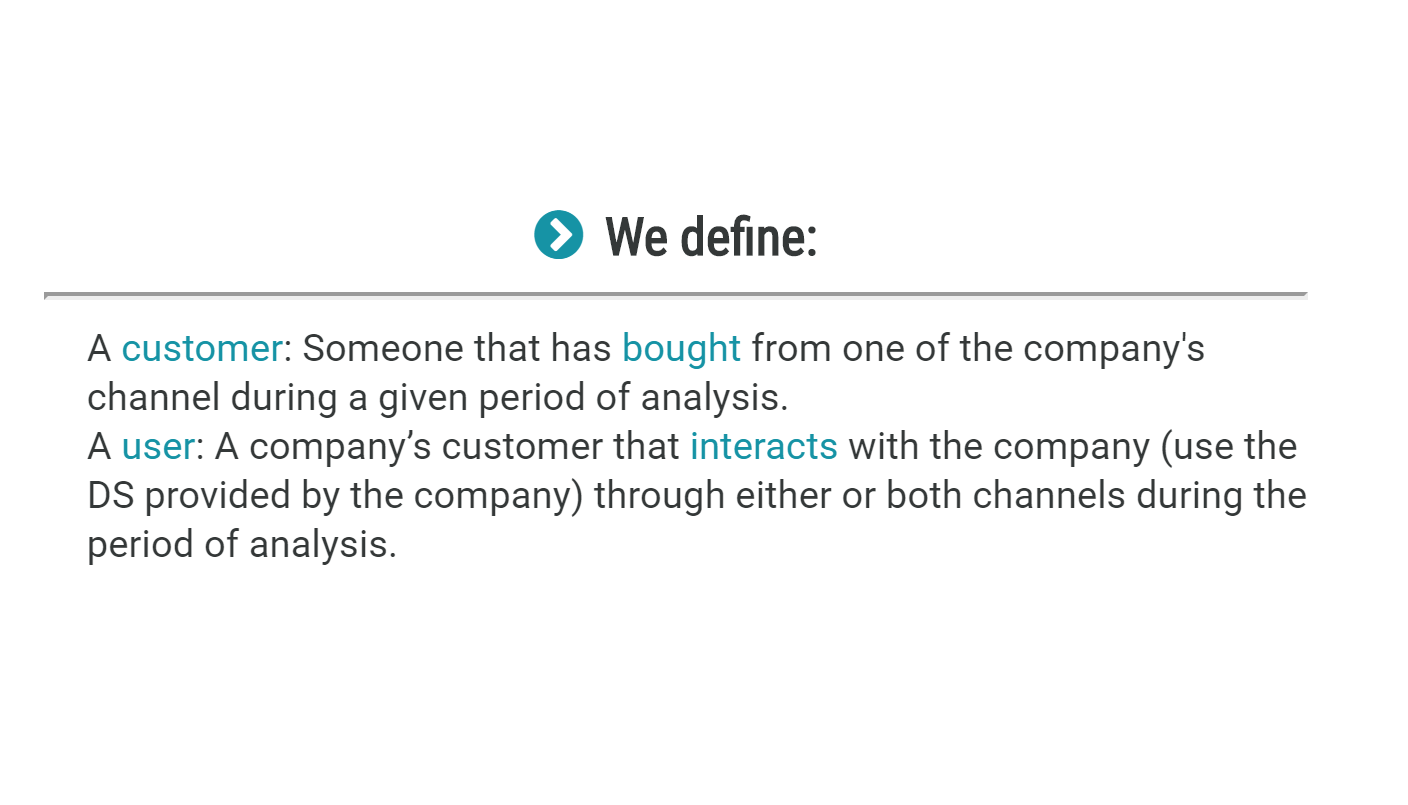 We define:
A customer: Someone that has bought from one of the company's
channel during a given period of analysis.
A user: A company’s customer that interacts with the company (use the
DS provided by the company) through either or both channels during the
period of analysis.